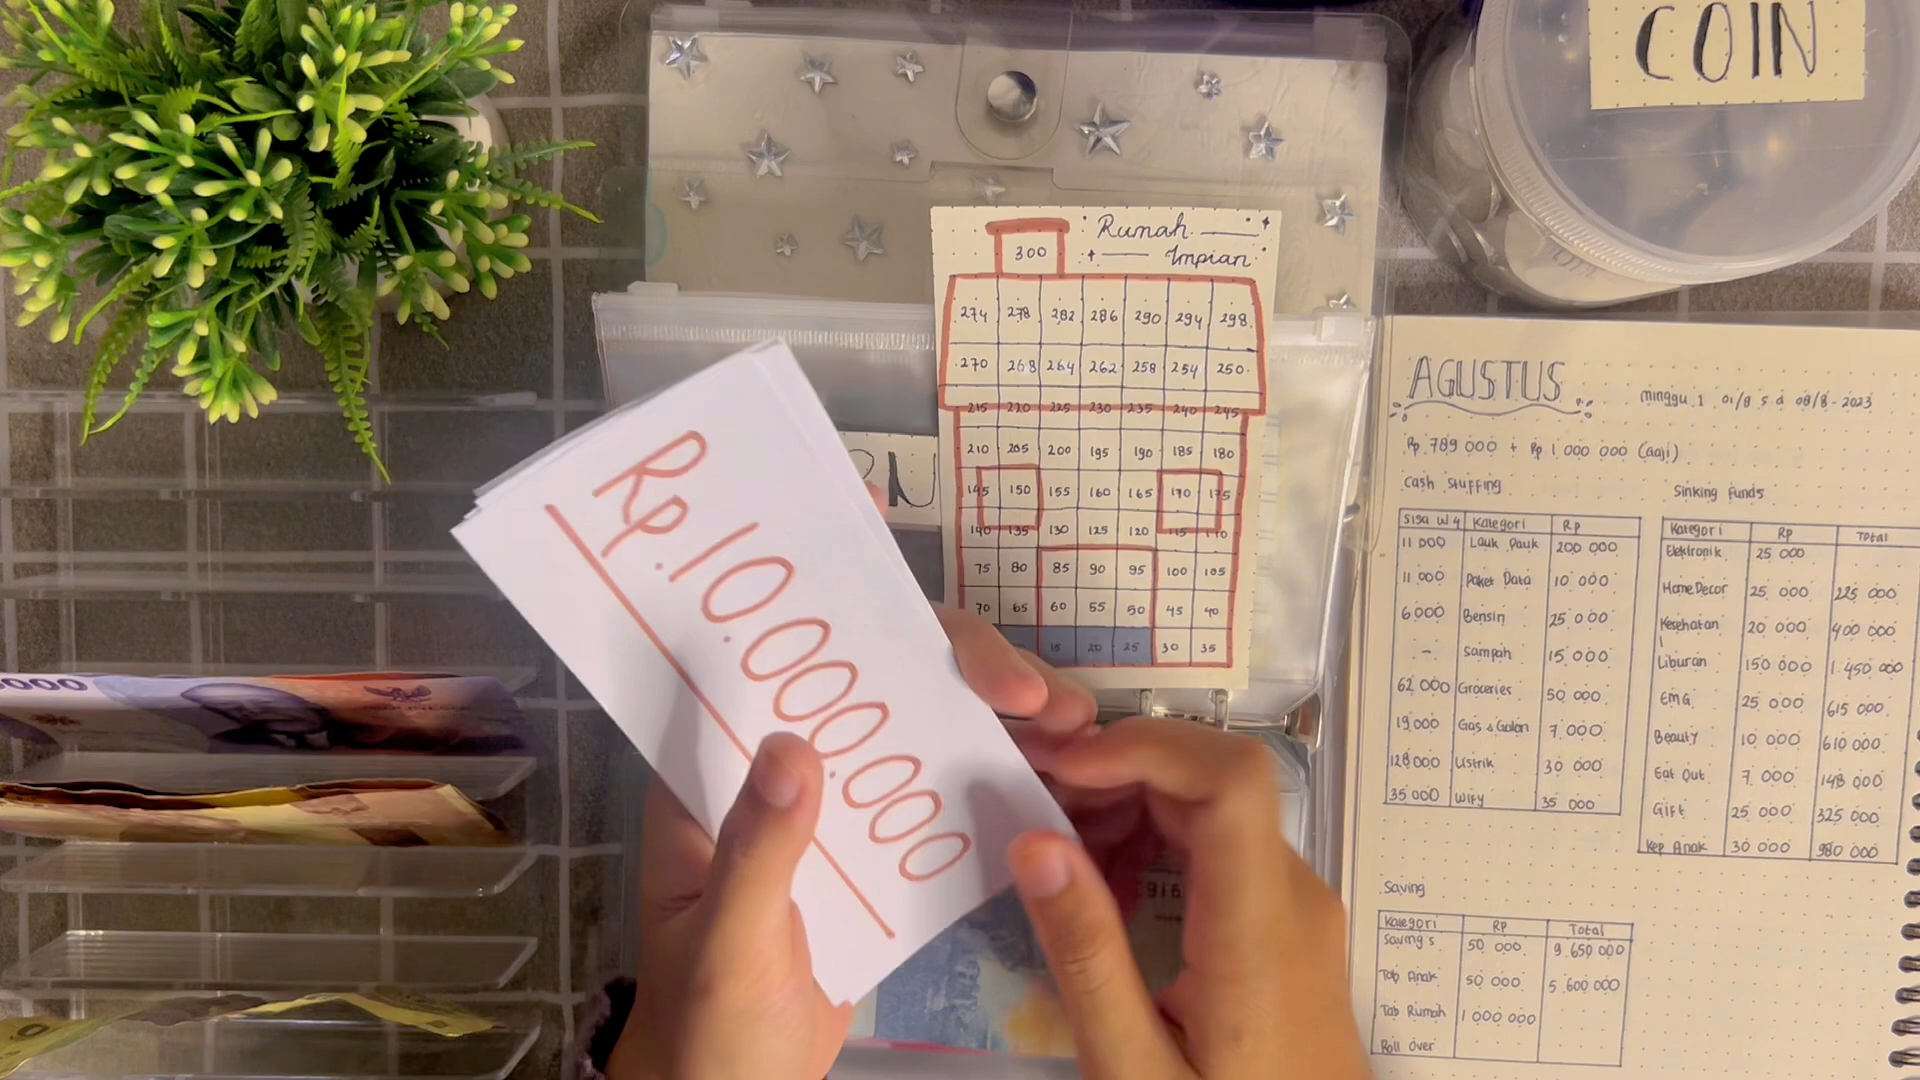 COIN
Rumah
Impian
300
274 278 282 286 290 294 298
270 268 264 262 258 254 250
215 220 225 230 235 240 245
210 205 200 195 190 185 180
145 150 155 160 165 170 175
140 135 130 125 120 115 110
75 80 85 90 95 100 105
70 65 60 55 50 45 40
15 20 25 30 35
Rp.10.000.000
AGUSTUS
minggu 1 01/8 s d 08/8-2023
Rp 789 000 + Rp 1 000 000 (Gaji)
Cash Stuffing
Sisa W4 Kategori Rp
11 000 Lauk Pauk 200 000
11.000 Paket Data 10 000
6000 Bensin 25 000
- Sampah 15 000
62 000 Groceries 50 000
19.000 Gas & Galon 7.000
128000 Listrik 30 000
35 000 Wify 35 000
Sinking Funds
Kategori Rp Total
Elektronik 25 000
Home Decor 25 000 225 000
Kesehatan 20 000 400 000
Liburan 150 000 1.450 000
EMG 25 000 615 000
Beauty 10 000 610 000
Eat Out 7 000 148 000
Gift 25 000 325 000
Kep Anak 30 000 980 000
Saving
Kategori Rp Total
Saving's 50 000 9.650 000
Tab Anak 50 000 5.600 000
Tab Rumah 1 000 000
Roll Over